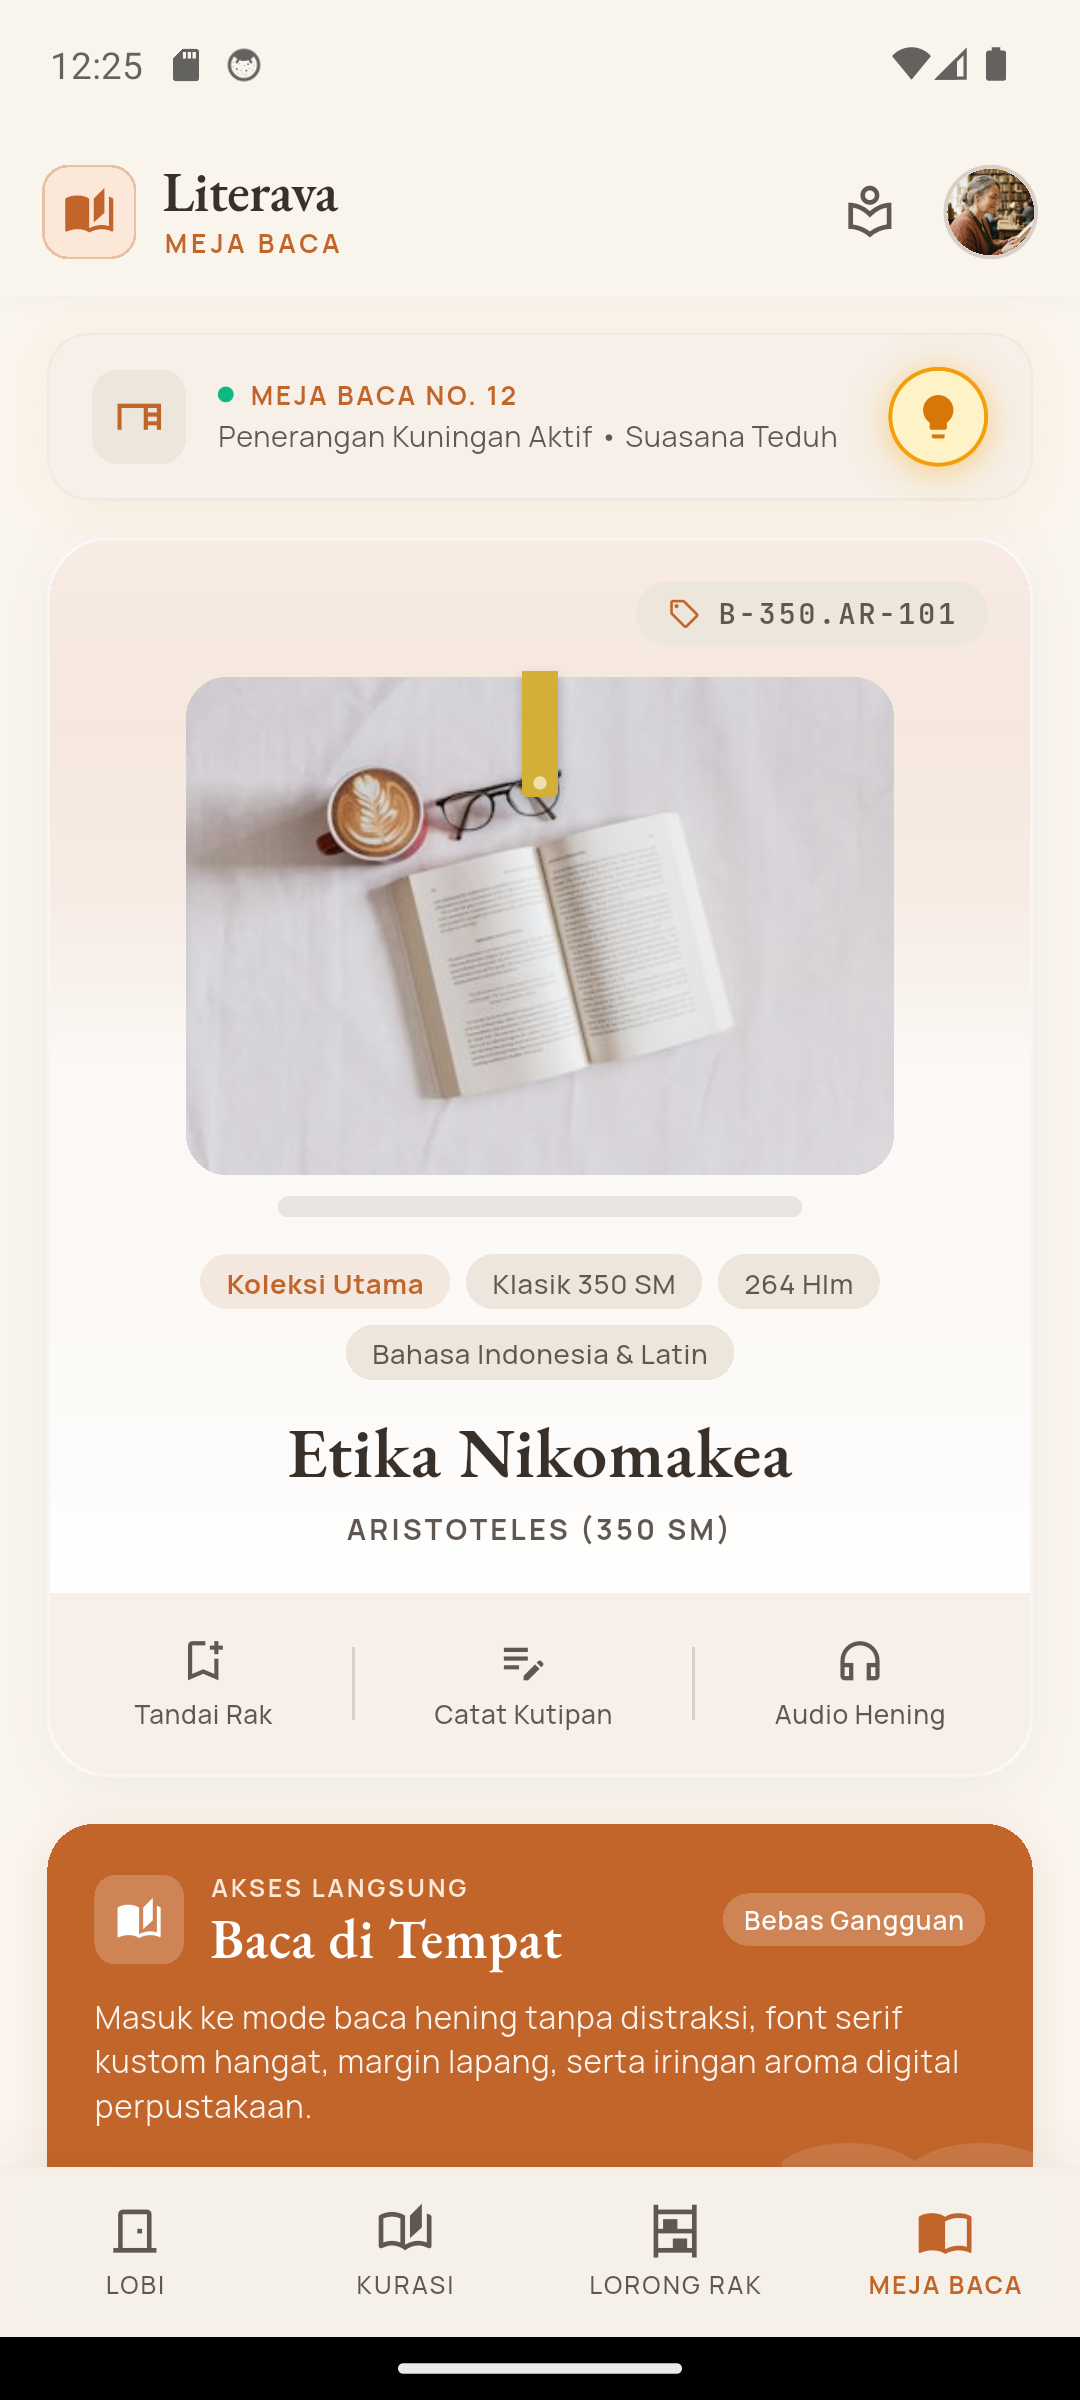 12:25
Literava
MEJA BACA
MEJA BACA NO. 12
Penerangan Kuningan Aktif • Suasana Teduh
B-350.AR-101
Koleksi Utama
Klasik 350 SM
264 Hlm
Bahasa Indonesia & Latin
Etika Nikomakea
ARISTOTELES (350 SM)
Tandai Rak
Catat Kutipan
Audio Hening
AKSES LANGSUNG
Baca di Tempat
Bebas Gangguan
Masuk ke mode baca hening tanpa distraksi, font serif
kustom hangat, margin lapang, serta iringan aroma digital
perpustakaan.
LOBI
KURASI
LORONG RAK
MEJA BACA